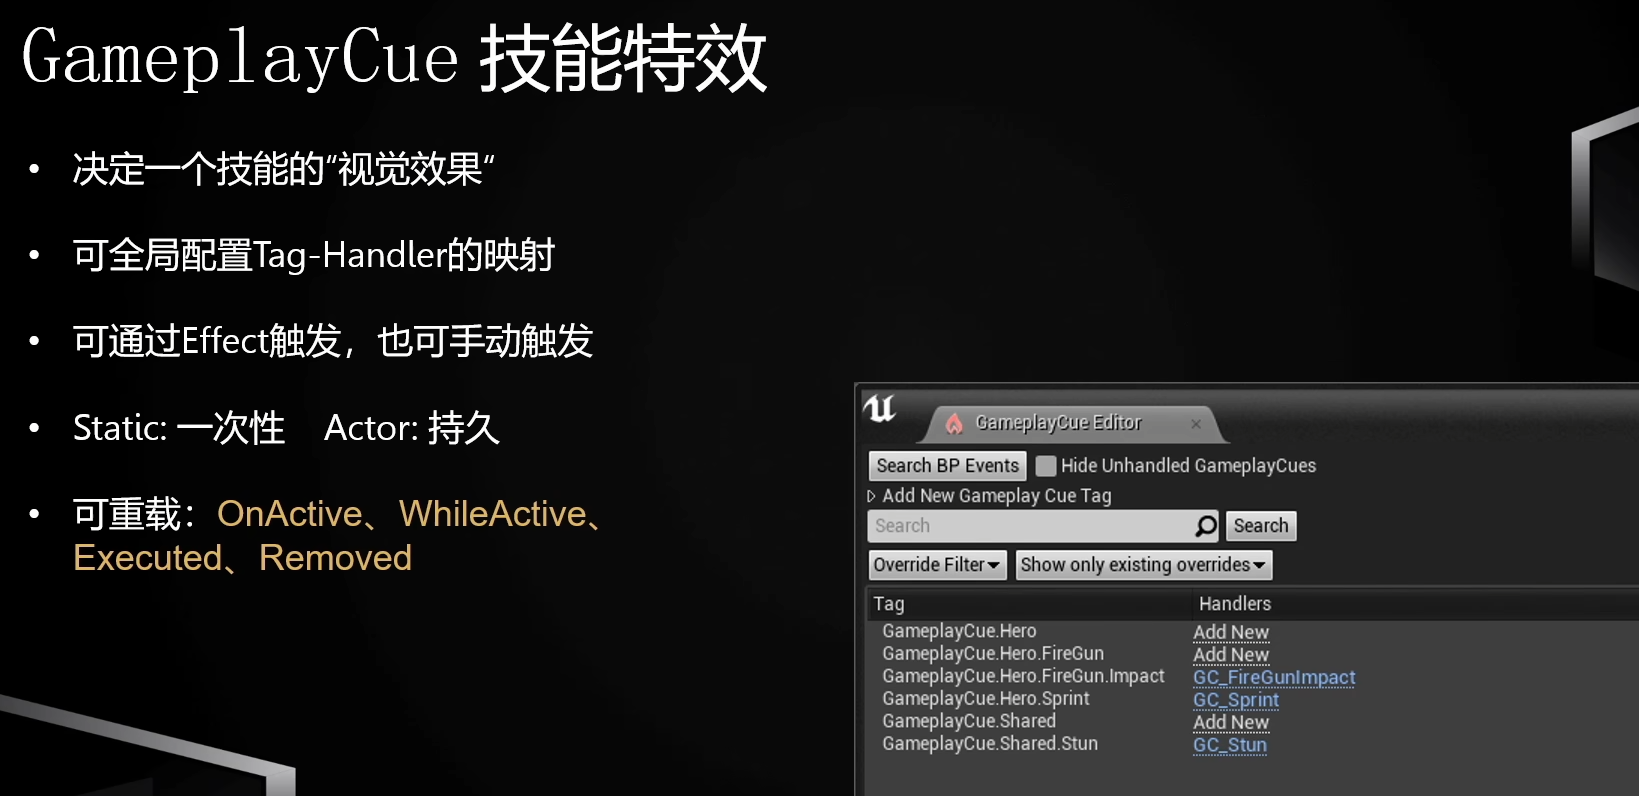 GameplayCue 技能特效
• 决定一个技能的“视觉效果“
• 可全局配置Tag-Handler的映射
• 可通过Effect触发，也可手动触发
• Static: 一次性 Actor: 持久
• 可重载：OnActive、WhileActive、
Executed、Removed
GameplayCue Editor
Search BP Events Hide Unhandled GameplayCues
Add New Gameplay Cue Tag
Search Search
Override Filter Show only existing overrides
Tag Handlers
GameplayCue.Hero Add New
GameplayCue.Hero.FireGun Add New
GameplayCue.Hero.FireGun.Impact GC_FireGunImpact
GameplayCue.Hero.Sprint GC_Sprint
GameplayCue.Shared Add New
GameplayCue.Shared.Stun GC_Stun